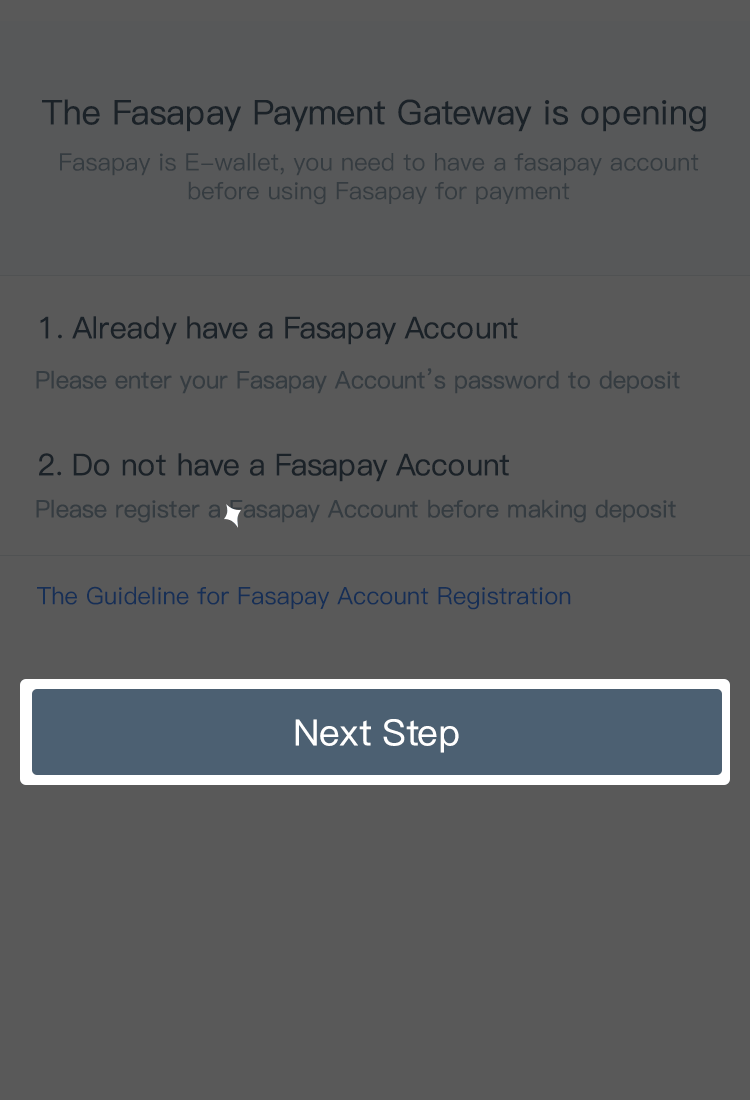 The Fasapay Payment Gateway is opening
Fasapay is E-wallet, you need to have a fasapay account
before using Fasapay for payment
1. Already have a Fasapay Account
Please enter your Fasapay Account's password to deposit
2. Do not have a Fasapay Account
Please register a Fasapay Account before making deposit
The Guideline for Fasapay Account Registration
Next Step